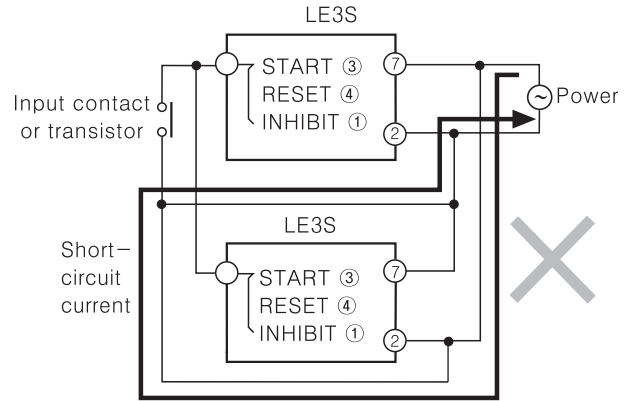 LE3S
START ③
RESET ④
INHIBIT ①
⑦
②
Input contact
or transistor
~
Power
Short-
circuit
current
LE3S
START ③
RESET ④
INHIBIT ①
⑦
②